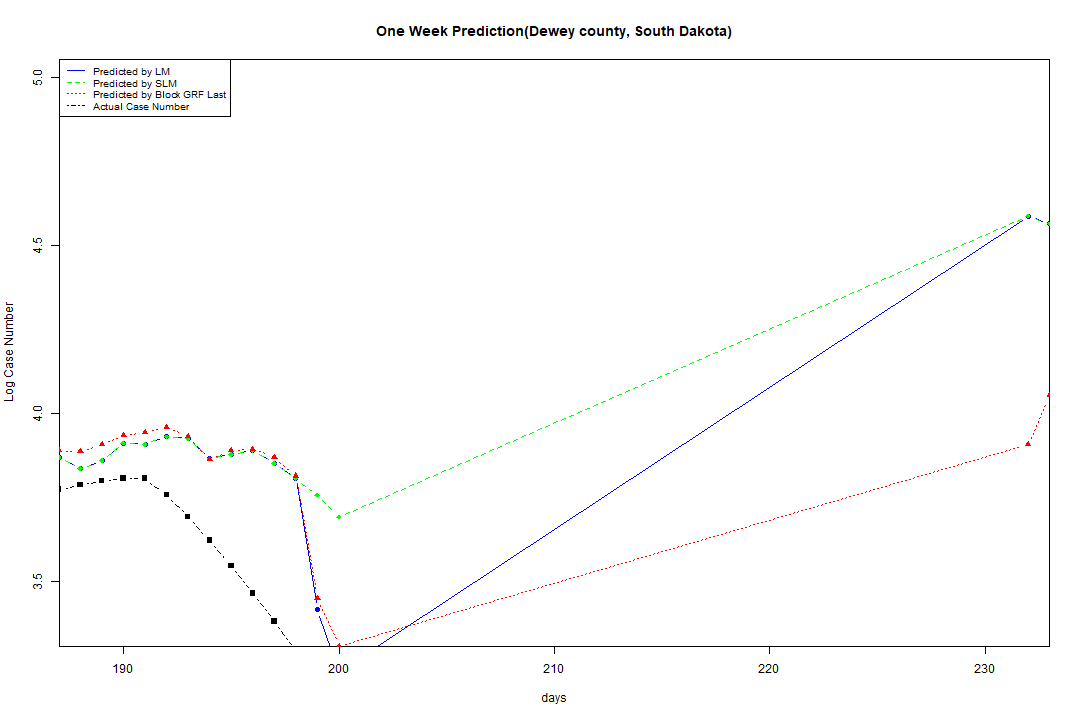 One Week Prediction(Dewey county, South Dakota)
Predicted by LM
Predicted by SLM
Predicted by Block GRF Last
Actual Case Number
5.0
4.5
4.0
3.5
Log Case Number
190 200 210 220 230
days